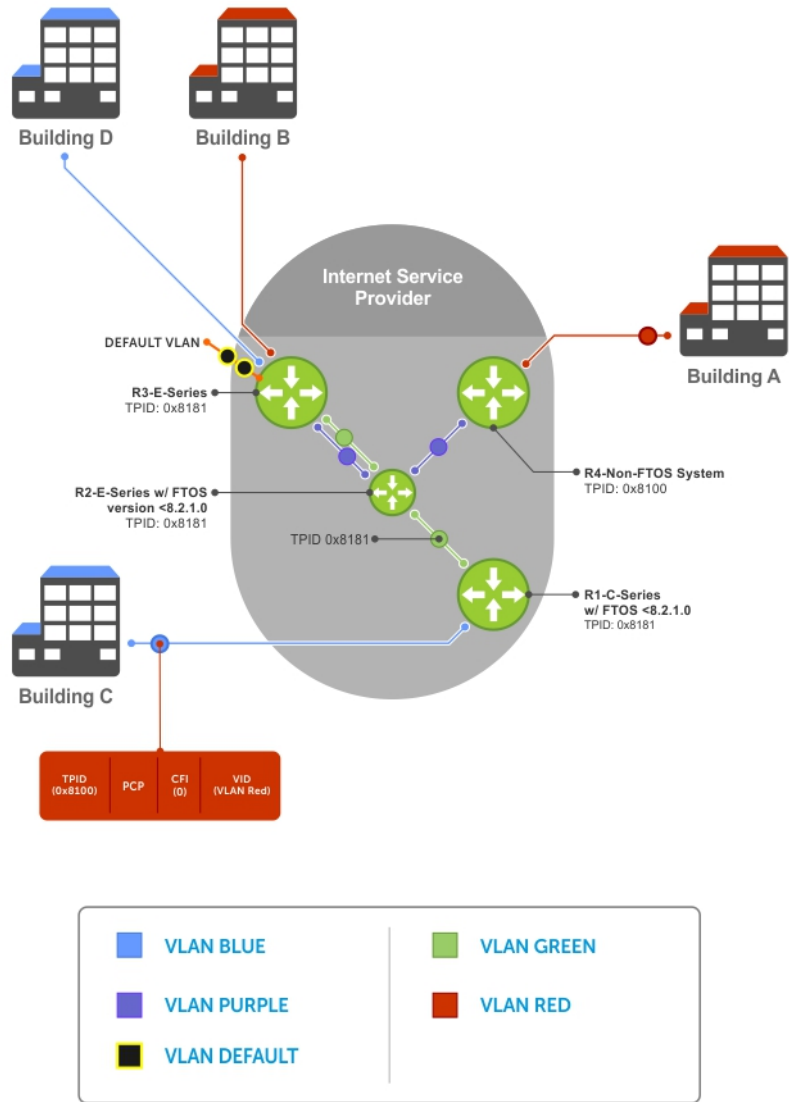 Building D
Building B
Internet Service
Provider
Building A
DEFAULT VLAN
R3-E-Series
TPID: 0x8181
R4-Non-FTOS System
TPID: 0x8100
R2-E-Series w/ FTOS
version <8.2.1.0
TPID: 0x8181
TPID 0x8181
R1-C-Series
w/ FTOS <8.2.1.0
TPID: 0x8181
Building C
TPID
(0x8100)
PCP
CFI
(0)
VID
(VLAN Red)
VLAN BLUE
VLAN GREEN
VLAN PURPLE
VLAN RED
VLAN DEFAULT